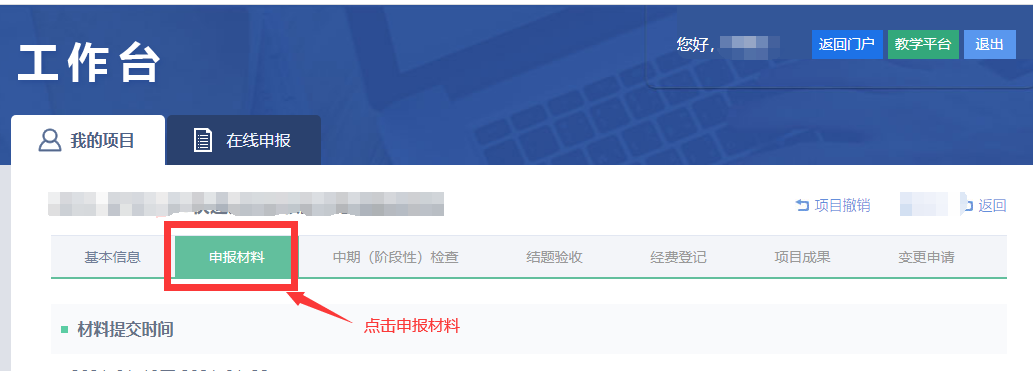 工作台
您好,
返回门户
教学平台
退出
我的项目
在线申报
项目撤销
返回
基本信息
申报材料
中期（阶段性）检查
结题验收
经费登记
项目成果
变更申请
材料提交时间
点击申报材料